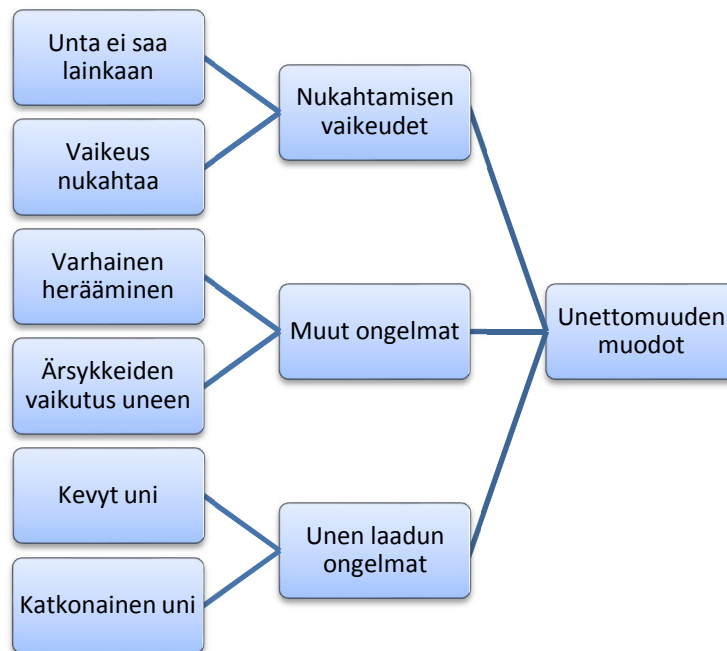 Unta ei saa
lainkaan
Vaikeus
nukahtaa
Nukahtamisen
vaikeudet
Varhainen
herääminen
Ärsykkeiden
vaikutus uneen
Muut ongelmat
Kevyt uni
Katkonainen uni
Unen laadun
ongelmat
Unettomuuden
muodot